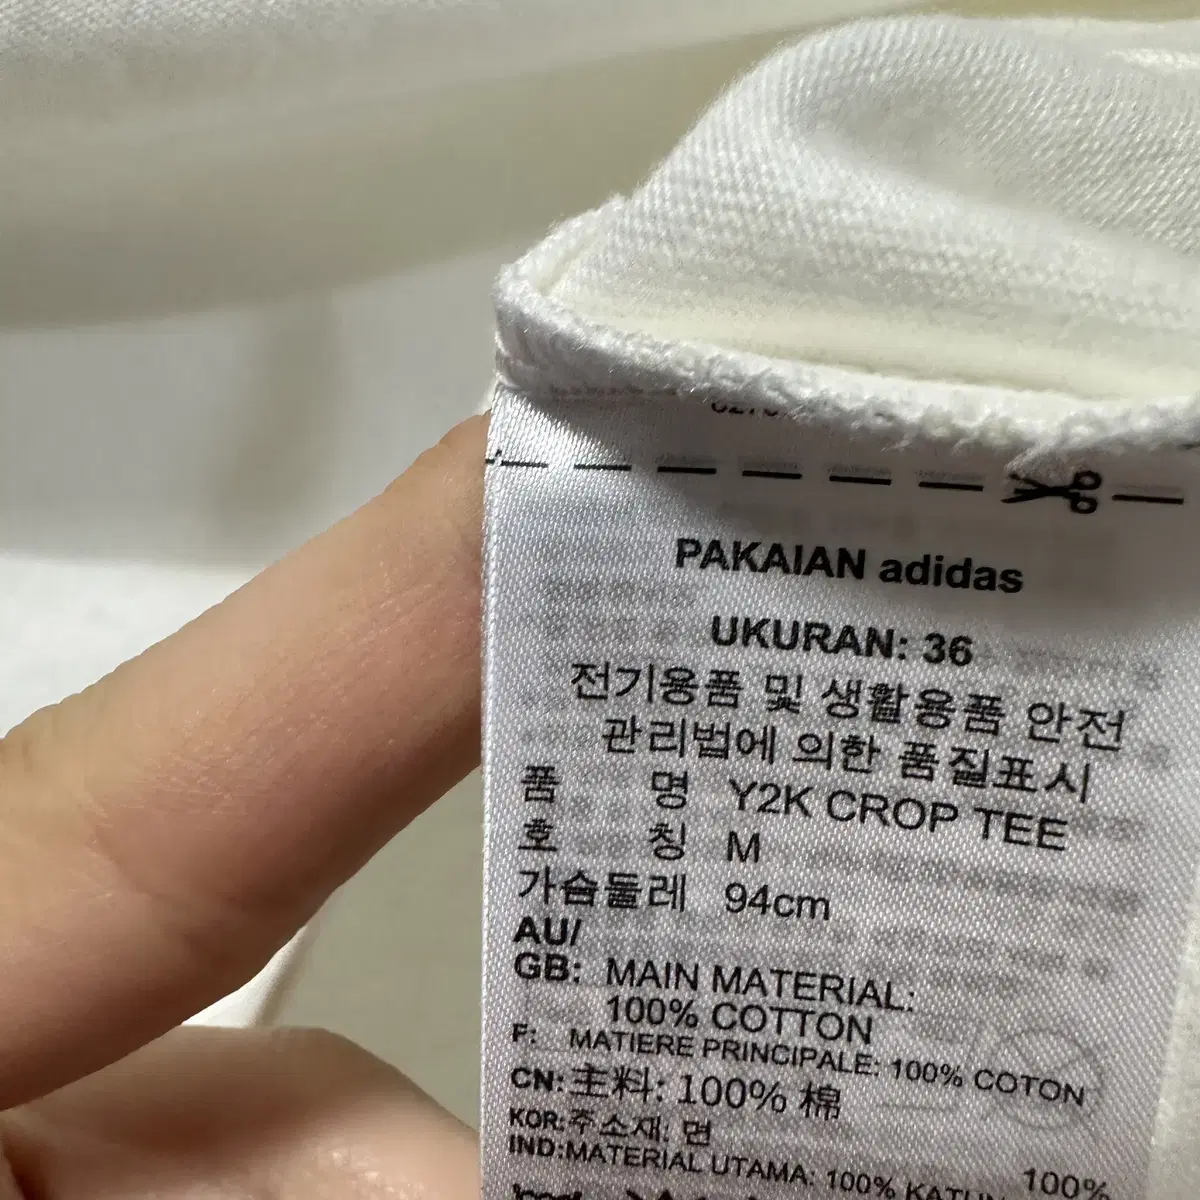 PAKAIAN adidas
UKURAN: 36
전기용품 및 생활용품 안전
관리법에 의한 품질표시
품 명 Y2K CROP TEE
호 칭 M
가슴둘레 94cm
AU/
GB: MAIN MATERIAL:
100% COTTON
F: MATIERE PRINCIPALE: 100% COTON
CN: 主料: 100% 棉
KOR: 주소재: 면 100%
IND: MATERIAL UTAMA: 100% KATUN